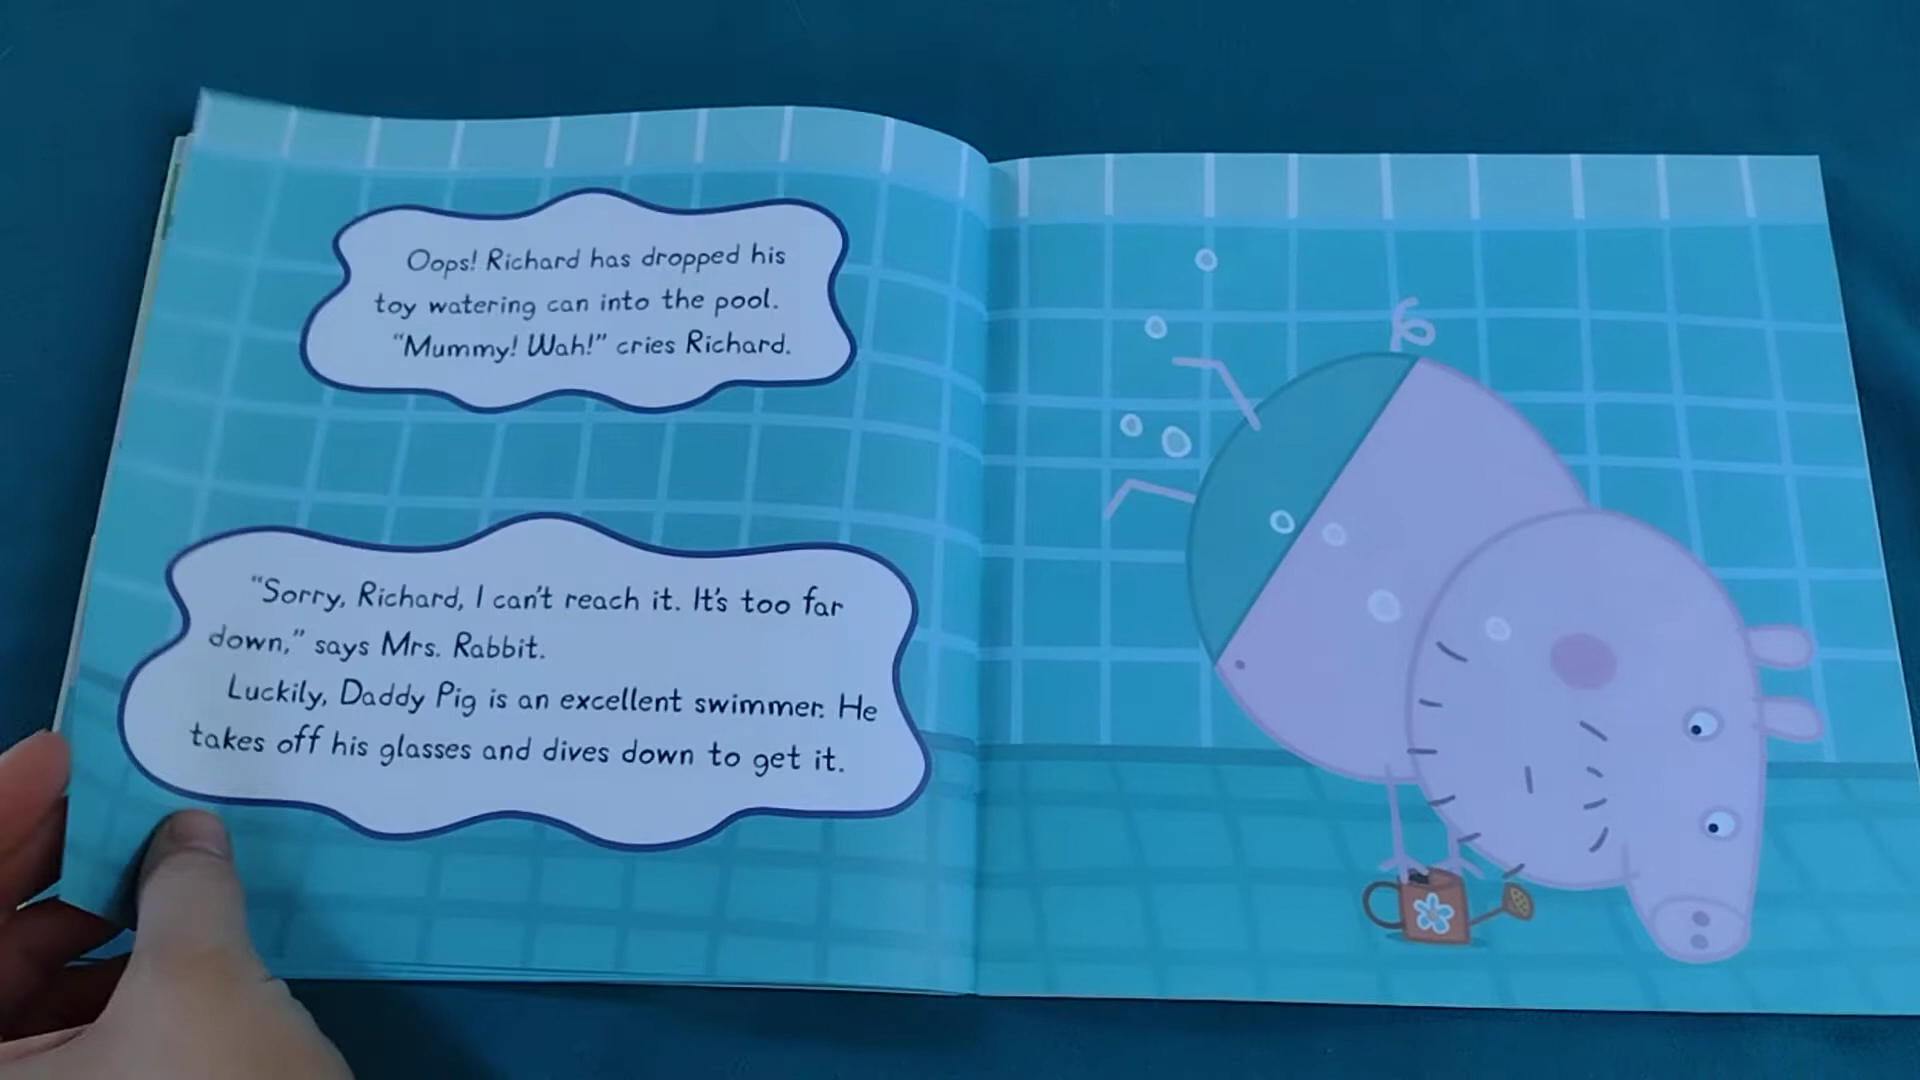 Oops! Richard has dropped his
toy watering can into the pool.
“Mummy! Wah!” cries Richard.
“Sorry, Richard, I can't reach it. It's too far
down,” says Mrs. Rabbit.
Luckily, Daddy Pig is an excellent swimmer. He
takes off his glasses and dives down to get it.